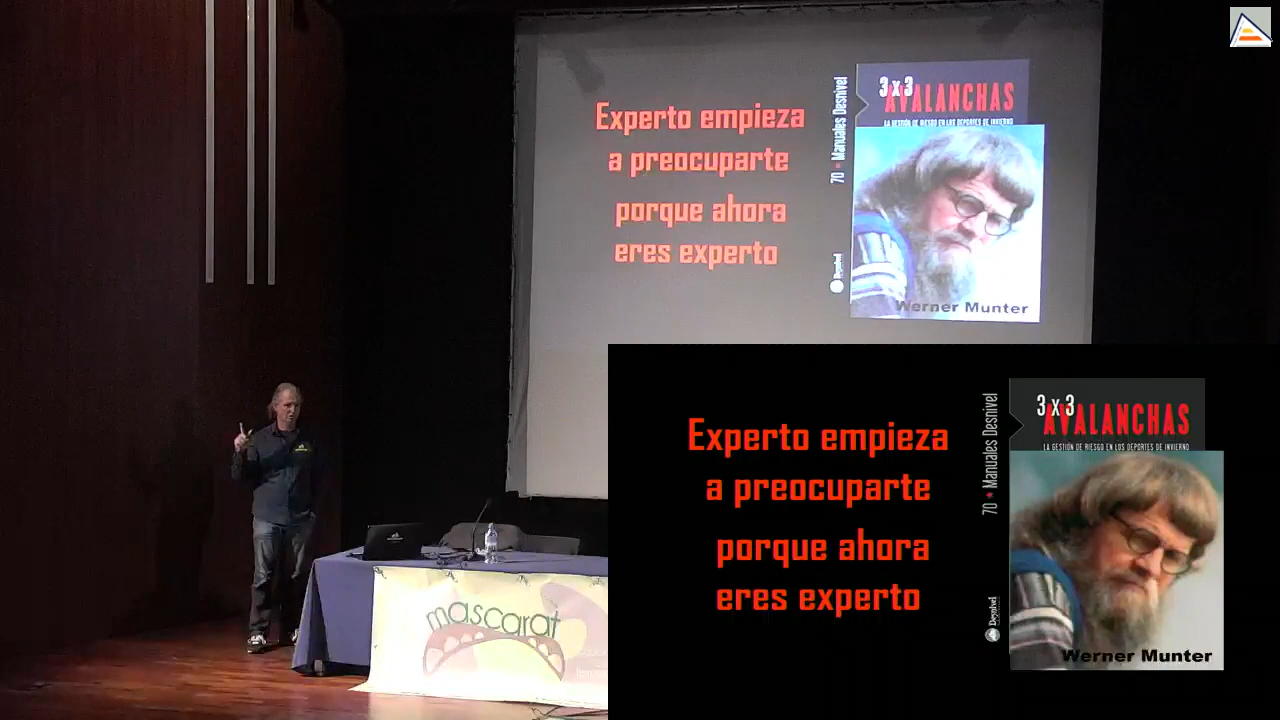 Experto empieza
a preocuparte
porque ahora
eres experto
70 * Manuales Desnivel
Desnivel
3 x 3
AVALANCHAS
LA GESTIÓN DE RIESGO EN LOS DEPORTES DE INVIERNO
Werner Munter
mascarat
Experto empieza
a preocuparte
porque ahora
eres experto
70 * Manuales Desnivel
Desnivel
3 x 3
AVALANCHAS
LA GESTIÓN DE RIESGO EN LOS DEPORTES DE INVIERNO
Werner Munter